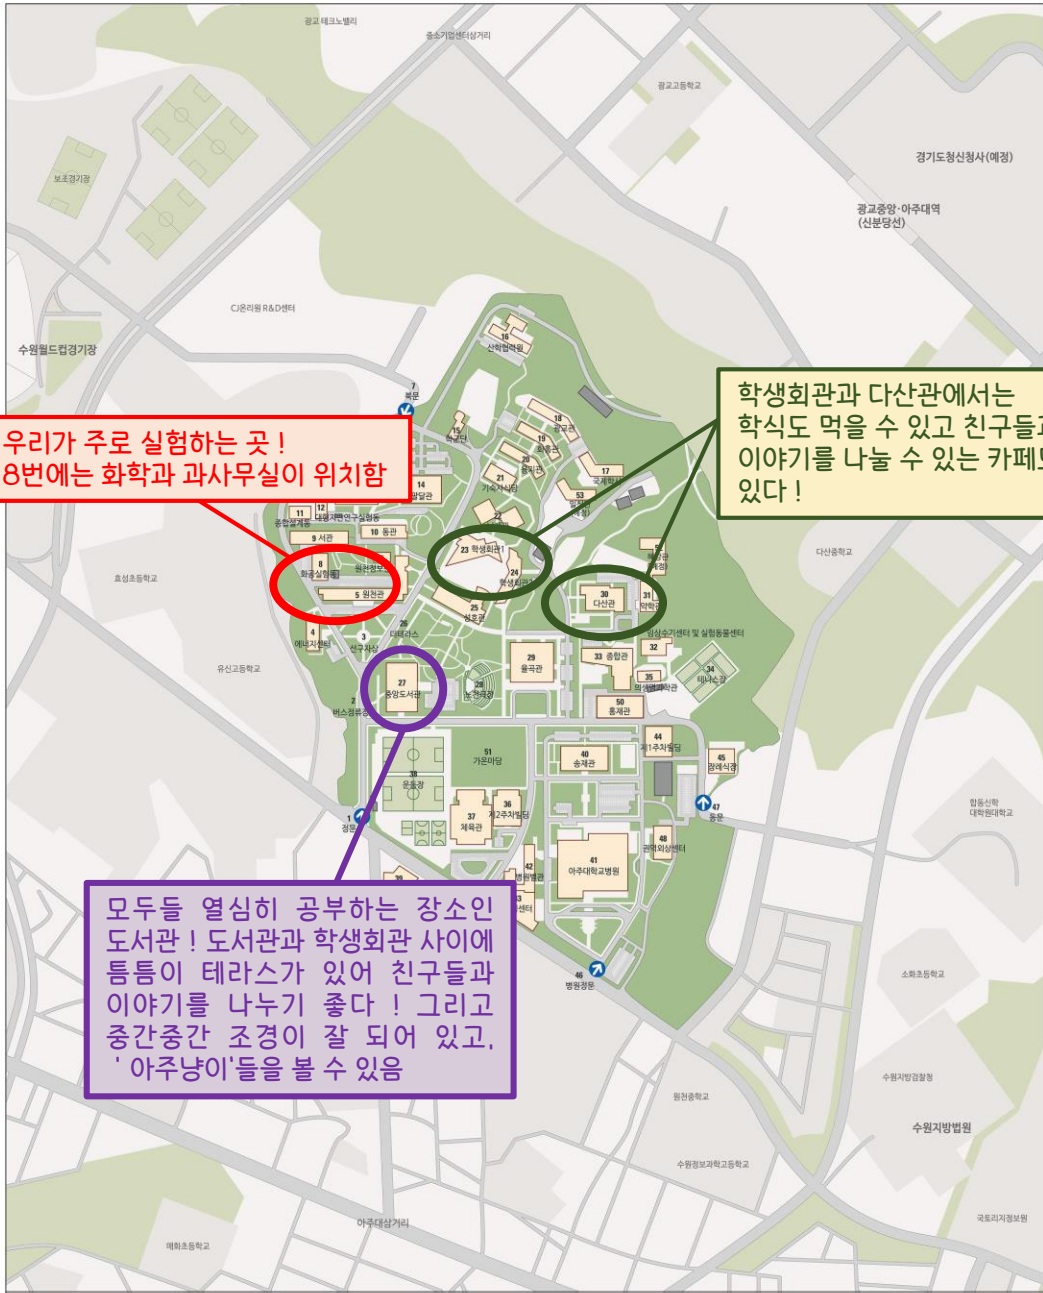 광교 테크노밸리
중소기업센터삼거리
광교고등학교
보조경기장
경기도청신청사(예정)
광교중앙·아주대역
(신분당선)
CJ온리원 R&D센터
수원월드컵경기장
16
산학협력원
7
북문
우리가 주로 실험하는 곳 !
8번에는 화학과 과사무실이 위치함
학생회관과 다산관에서는
학식도 먹을 수 있고 친구들과
이야기를 나눌 수 있는 카페도
있다 !
15
학군단
18
광교관
19
화홍관
20
용지관
21
기숙사식당
17
국제학사
53
14
팔달관
22
11
종합설계동
12
9 서관
10 동관
8
화공실험동
원천정보관
5 원천관
23 학생회관1
24
25
성호관
30
다산관
31
약학관
다산중학교
효성초등학교
4
에너지센터
3
선구자상
26
더테라스
유신고등학교
27
중앙도서관
28
노천극장
29
율곡관
임상수기센터 및 실험동물센터
33 종합관
32
35
34
테니스장
2
50
홍재관
44
제1주차빌딩
45
장례식장
51
가온마당
40
송재관
38
운동장
1
정문
37
체육관
36
제2주차빌딩
47
동문
48
권역외상센터
합동신학
대학원대학교
39
42
병원별관
41
아주대학교병원
모두들 열심히 공부하는 장소인
도서관 ! 도서관과 학생회관 사이에
틈틈이 테라스가 있어 친구들과
이야기를 나누기 좋다 ! 그리고
중간중간 조경이 잘 되어 있고,
' 아주냥이'들을 볼 수 있음
46
병원정문
소화초등학교
원천중학교
수원지방검찰청
수원지방법원
수원정보과학고등학교
아주대삼거리
매화초등학교
국토지리정보원